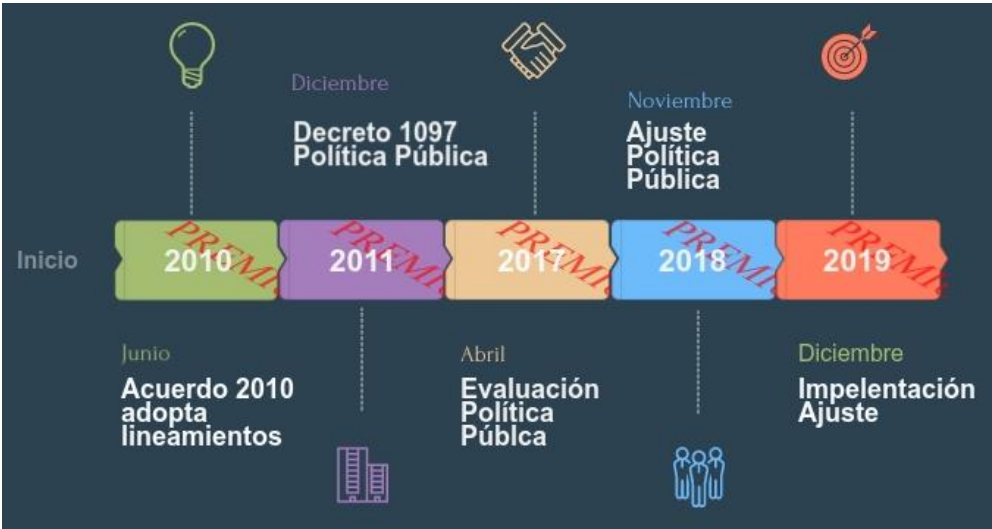 Diciembre
Decreto 1097
Política Pública
Noviembre
Ajuste
Política
Pública
Inicio
2010
2011
2017
2018
2019
Junio
Acuerdo 2010
adopta
lineamientos
Abril
Evaluación
Política
Públca
Diciembre
Impelentación
Ajuste